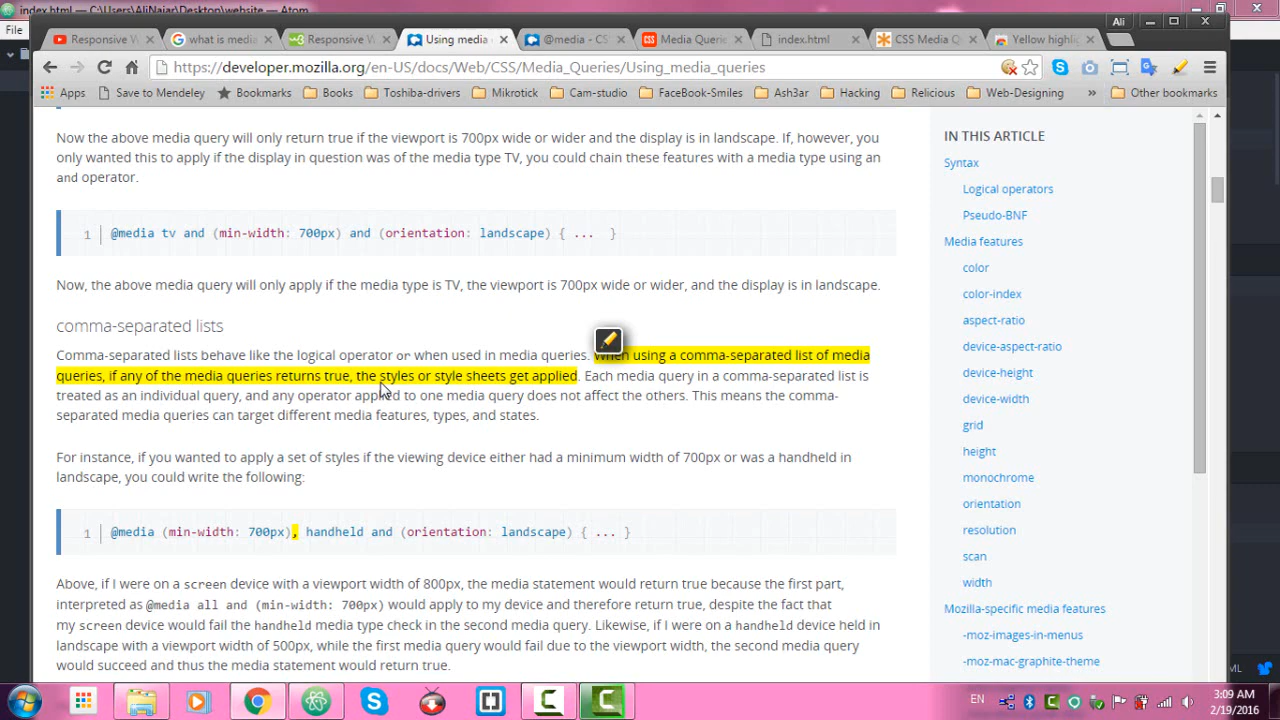 index.html — C:\Users\AliNajar\Desktop\website — Atom
Ali
File
Responsive W
what is media
Responsive W
Using media
@media - CS
Media Querie
index.html
CSS Media Q
Yellow highlig
https://developer.mozilla.org/en-US/docs/Web/CSS/Media_Queries/Using_media_queries
Apps
Save to Mendeley
Bookmarks
Books
Toshiba-drivers
Mikrotick
Cam-studio
FaceBook-Smiles
Ash3ar
Hacking
Relicious
Web-Designing
»
Other bookmarks
Now the above media query will only return true if the viewport is 700px wide or wider and the display is in landscape. If, however, you
only wanted this to apply if the display in question was of the media type TV, you could chain these features with a media type using an
and operator.
1 @media tv and (min-width: 700px) and (orientation: landscape) { ... }
Now, the above media query will only apply if the media type is TV, the viewport is 700px wide or wider, and the display is in landscape.
comma-separated lists
Comma-separated lists behave like the logical operator or when used in media queries. When using a comma-separated list of media
queries, if any of the media queries returns true, the styles or style sheets get applied. Each media query in a comma-separated list is
treated as an individual query, and any operator applied to one media query does not affect the others. This means the comma-
separated media queries can target different media features, types, and states.
For instance, if you wanted to apply a set of styles if the viewing device either had a minimum width of 700px or was a handheld in
landscape, you could write the following:
1 @media (min-width: 700px), handheld and (orientation: landscape) { ... }
Above, if I were on a screen device with a viewport width of 800px, the media statement would return true because the first part,
interpreted as @media all and (min-width: 700px) would apply to my device and therefore return true, despite the fact that
my screen device would fail the handheld media type check in the second media query. Likewise, if I were on a handheld device held in
landscape with a viewport width of 500px, while the first media query would fail due to the viewport width, the second media query
would succeed and thus the media statement would return true.
IN THIS ARTICLE
Syntax
Logical operators
Pseudo-BNF
Media features
color
color-index
aspect-ratio
device-aspect-ratio
device-height
device-width
grid
height
monochrome
orientation
resolution
scan
width
Mozilla-specific media features
-moz-images-in-menus
-moz-mac-graphite-theme
EN
3:09 AM
2/19/2016